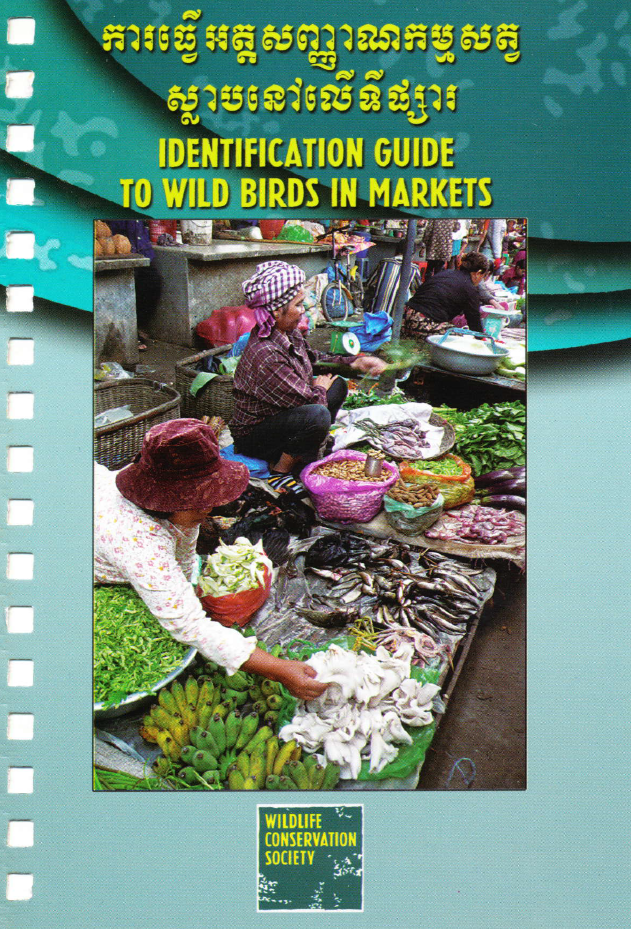 ការធ្វើអត្តសញ្ញាណកម្មសត្វ
ស្លាបនៅលើទីផ្សារ
IDENTIFICATION GUIDE
TO WILD BIRDS IN MARKETS
WILDLIFE
CONSERVATION
SOCIETY